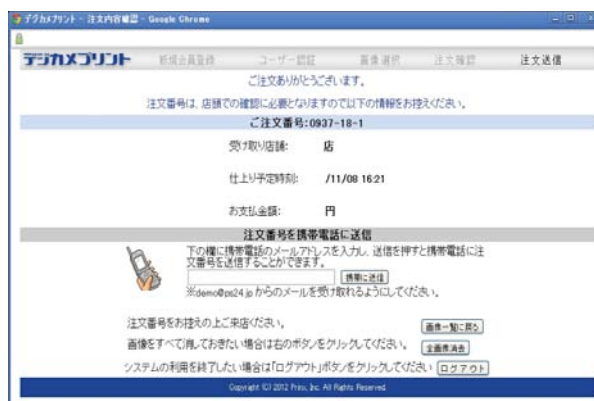 デジカメプリント - 注文内容確認 - Google Chrome
デジカメプリント 新規会員登録 ユーザー認証 画像選択 注文確認 注文送信
ご注文ありがとうございます。
注文番号は、店頭での確認に必要となりますので以下の情報をお控えください。
ご注文番号:0937-18-1
受け取り店舗: 店
仕上り予定時刻: /11/08 16:21
お支払金額: 円
注文番号を携帯電話に送信
下の欄に携帯電話のメールアドレスを入力し、送信を押すと携帯電話に注
文番号を送信することができます。
携帯に送信
※demo@ps24.jp からのメールを受け取れるようにしてください。
注文番号をお控えの上ご来店ください。 画像一覧に戻る
画像をすべて消しておきたい場合は右のボタンをクリックしてください。 全画像消去
システムの利用を終了したい場合は「ログアウト」ボタンをクリックしてください ログアウト
Copyright (C) 2012 Prexo, Inc. All Rights Reserved.